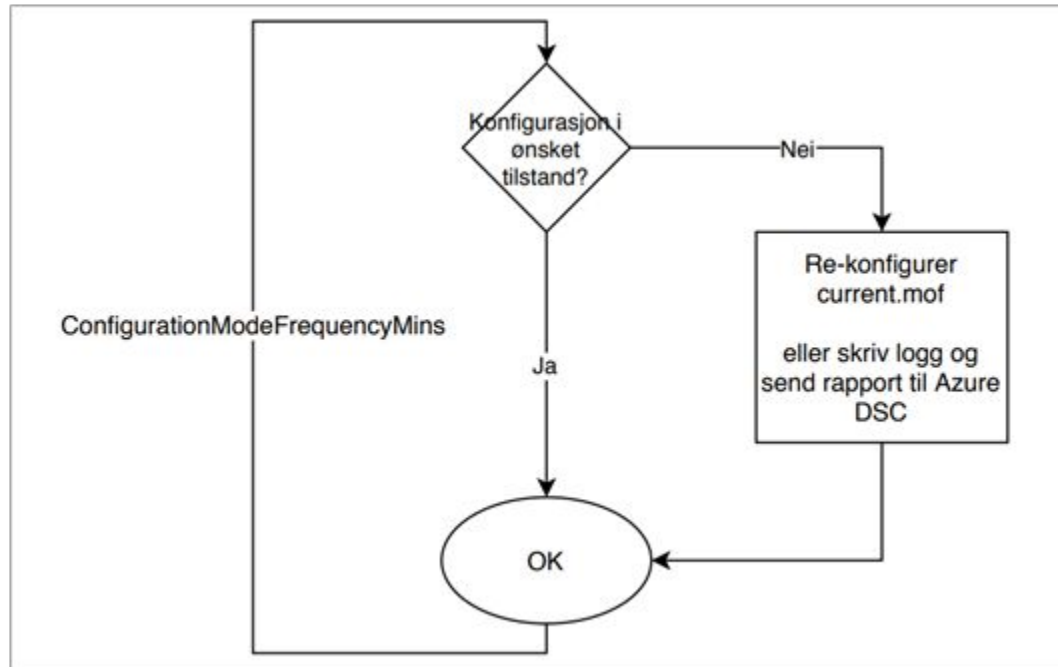 Konfigurasjon i
ønsket
tilstand?
Nei
Re-konfigurer
current.mof
eller skriv logg og
send rapport til Azure
DSC
ConfigurationModeFrequencyMins
Ja
OK